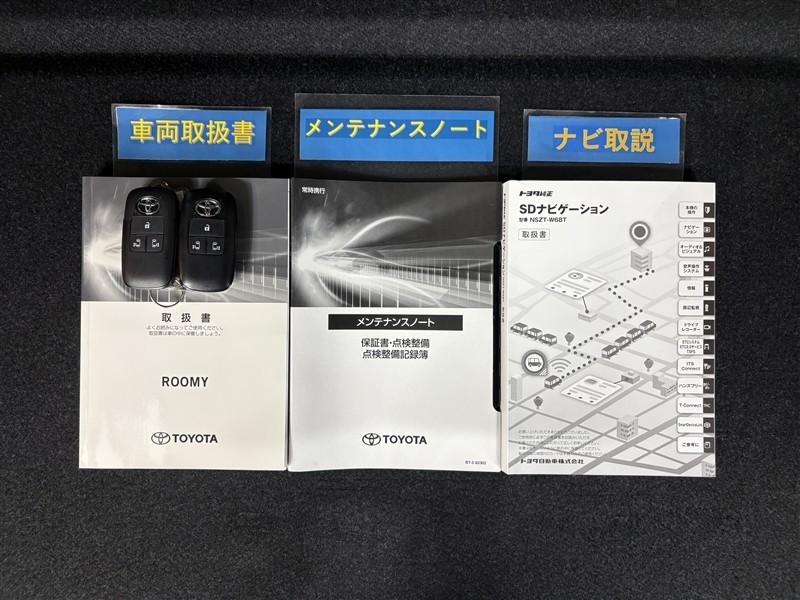 車両取扱書
メンテナンスノート
ナビ取説
取扱書
よくお読みになってご使用ください。
取扱書は車の中に保管しましょう。
ROOMY
TOYOTA
常時携行
メンテナンスノート
保証書・点検整備
点検整備記録簿
TOYOTA
トヨタ純正
SDナビゲーション
型番 NSZT-W68T
取扱書
本機の
操作
ナビゲー
ション
オーディオ&
ビジュアル
音声操作
システム
情報
周辺監視
ドライブ
レコーダー
ITS
Connect
ハンズフリー
T-Connect
SmartDeviceLink
ご参考に
トヨタ自動車株式会社